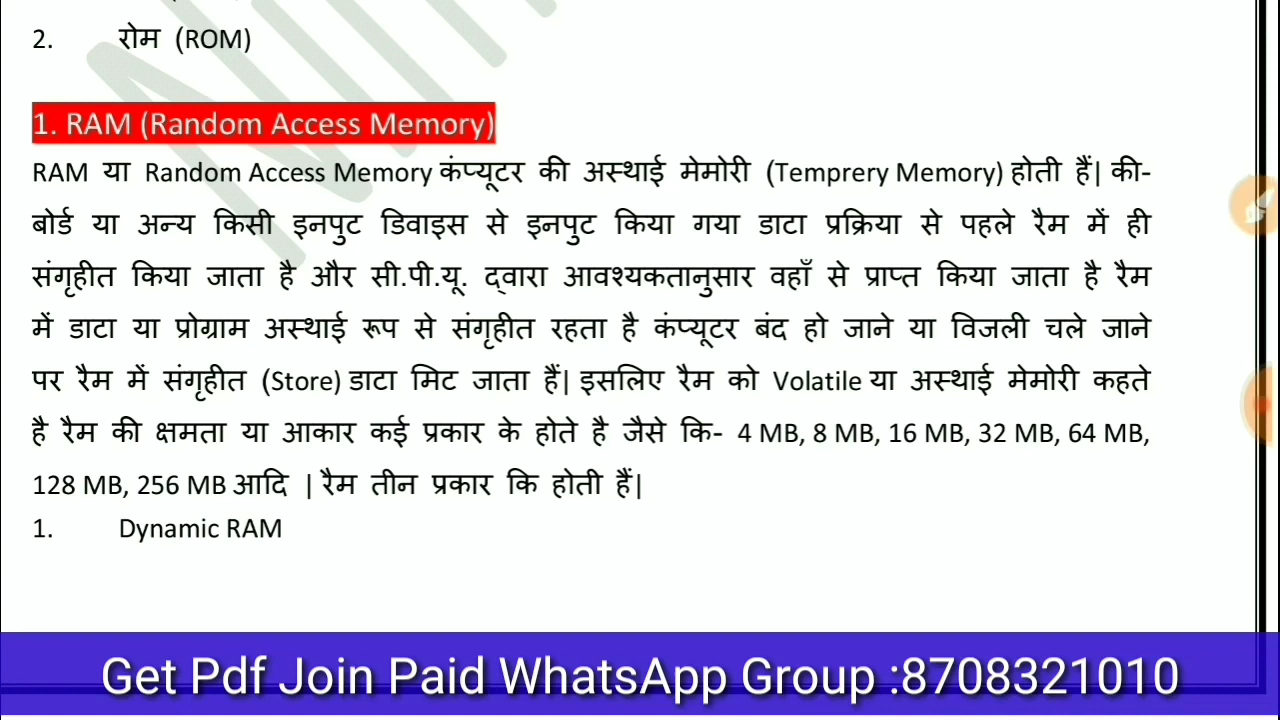 2. रोम (ROM)
1. RAM (Random Access Memory)
RAM या Random Access Memory कंप्यूटर की अस्थाई मेमोरी (Temprery Memory) होती हैं| की-
बोर्ड या अन्य किसी इनपुट डिवाइस से इनपुट किया गया डाटा प्रक्रिया से पहले रैम में ही
संगृहीत किया जाता है और सी.पी.यू. द्वारा आवश्यकतानुसार वहाँ से प्राप्त किया जाता है रैम
में डाटा या प्रोग्राम अस्थाई रूप से संगृहीत रहता है कंप्यूटर बंद हो जाने या विजली चले जाने
पर रैम में संगृहीत (Store) डाटा मिट जाता हैं| इसलिए रैम को Volatile या अस्थाई मेमोरी कहते
है रैम की क्षमता या आकार कई प्रकार के होते है जैसे कि- 4 MB, 8 MB, 16 MB, 32 MB, 64 MB,
128 MB, 256 MB आदि | रैम तीन प्रकार कि होती हैं|
1. Dynamic RAM
Get Pdf Join Paid WhatsApp Group :8708321010